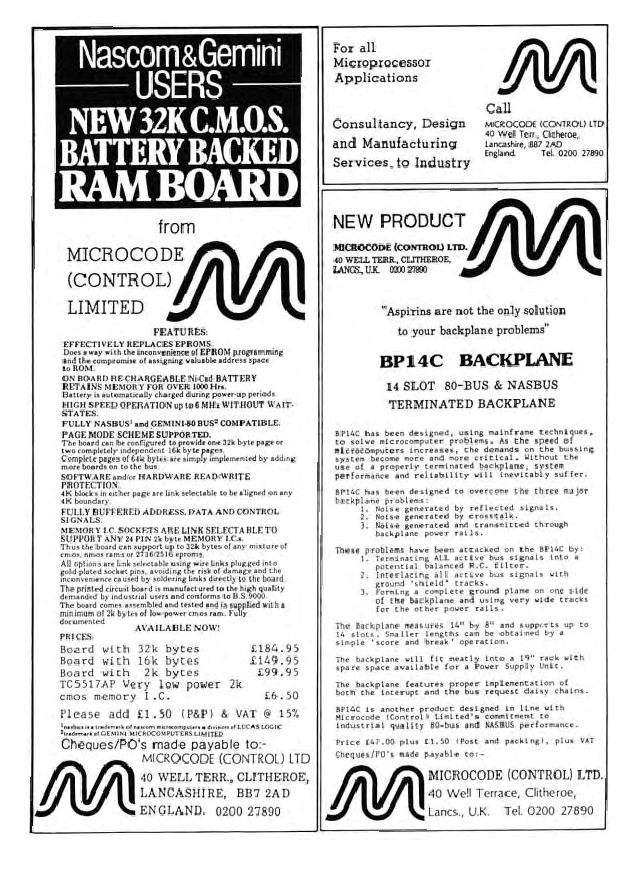 Nascom&Gemini
USERS
NEW 32K C.M.O.S.
BATTERY BACKED
RAM BOARD
from
MICROCODE
(CONTROL)
LIMITED
FEATURES:
EFFECTIVELY REPLACES EPROMS.
Does away with the inconvenience of EPROM programming
and the compromise of assigning valuable address space
to ROM.
ON BOARD RE-CHARGEABLE Ni-Cad BATTERY
RETAINS MEMORY FOR OVER 1000 Hrs.
Battery is automatically charged during power-up periods.
HIGH SPEED OPERATION up to 6 MHz WITHOUT WAIT-
STATES.
FULLY NASBUS¹ and GEMINI-80 BUS² COMPATIBLE.
PAGE MODE SCHEME SUPPORTED.
The board can be configured to provide one 32k byte page or
two completely independent 16k byte pages.
Complete pages of 64k bytes are simply implemented by adding
more boards on to the bus.
SOFTWARE and/or HARDWARE READ/WRITE
PROTECTION.
4K blocks in either page are link selectable to be aligned on any
4K boundary.
FULLY BUFFERED ADDRESS, DATA AND CONTROL
SIGNALS.
MEMORY I.C. SOCKETS ARE LINK SELECTABLE TO
SUPPORT ANY 24 PIN 2k byte MEMORY I.C.s.
Thus the board can support up to 32k bytes of any mixture of
cmos, nmos rams or 2716/2516 eproms.
All options are link selectable using wire links plugged into
gold-plated socket pins, avoiding the risk of damage and the
inconvenience caused by soldering links directly to the board.
The printed circuit board is manufactured to the high quality
demanded by industrial users and conforms to B.S.9000.
The board comes assembled and tested and is supplied with a
minimum of 2k bytes of low-power cmos ram. Fully
documented.
AVAILABLE NOW!
PRICES:
Board with 32k bytes £184.95
Board with 16k bytes £149.95
Board with 2k bytes £99.95
TC5517AP Very low power 2k
cmos memory I.C. £6.50
Please add £1.50 (P&P) & VAT @ 15%
¹nasbus is a trademark of nascom microcomputers a division of LUCAS LOGIC
²trademark of GEMINI MICROCOMPUTERS LIMITED
Cheques/PO's made payable to:-
MICROCODE (CONTROL) LTD
40 WELL TERR., CLITHEROE,
LANCASHIRE, BB7 2AD
ENGLAND. 0200 27890
For all
Microprocessor
Applications
Consultancy, Design
and Manufacturing
Services, to Industry
Call
MICROCODE (CONTROL) LTD
40 Well Terr., Clitheroe,
Lancashire, BB7 2AD
England. Tel. 0200 27890
NEW PRODUCT
MICROCODE (CONTROL) LTD.
40 WELL TERR., CLITHEROE,
LANCS., U.K. 0200 27890
"Aspirins are not the only solution
to your backplane problems"
BP14C BACKPLANE
14 SLOT 80-BUS & NASBUS
TERMINATED BACKPLANE
BP14C has been designed, using mainframe techniques,
to solve microcomputer problems. As the speed of
microcomputers increases, the demands on the bussing
system become more and more critical. Without the
use of a properly terminated backplane, system
performance and reliability will inevitably suffer.
BP14C has been designed to overcome the three major
backplane problems:
1. Noise generated by reflected signals.
2. Noise generated by crosstalk.
3. Noise generated and transmitted through
backplane power rails.
These problems have been attacked on the BP14C by:
1. Terminating ALL active bus signals into a
potential balanced R.C. filter.
2. Interlacing all active bus signals with
ground 'shield' tracks.
3. Forming a complete ground plane on one side
of the backplane and using very wide tracks
for the other power rails.
The Backplane measures 14" by 8" and supports up to
14 slots. Smaller lengths can be obtained by a
simple 'score and break' operation.
The backplane will fit neatly into a 19" rack with
spare space available for a Power Supply Unit.
The backplane features proper implementation of
both the interupt and the bus request daisy chains.
BP14C is another product designed in line with
Microcode (Control) Limited's commitment to
industrial quality 80-bus and NASBUS performance.
Price £47.00 plus £1.50 (Post and packing), plus VAT
Cheques/PO's made payable to:-
MICROCODE (CONTROL) LTD.
40 Well Terrace, Clitheroe,
Lancs., U.K. Tel. 0200 27890